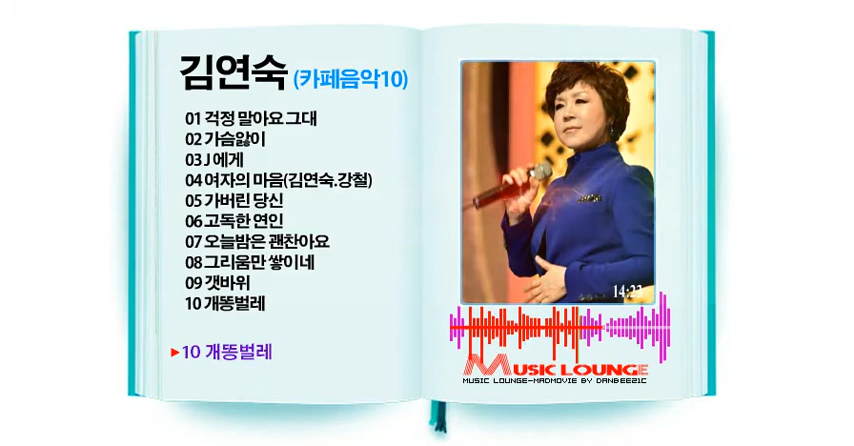 김연숙 (카페음악10)
01 걱정 말아요 그대
02 가슴앓이
03 J 에게
04 여자의 마음(김연숙.강철)
05 가버린 당신
06 고독한 연인
07 오늘밤은 괜찬아요
08 그리움만 쌓이네
09 갯바위
10 개똥벌레
▶10 개똥벌레
14:22
MUSIC LOUNGE
MUSIC LOUNGE-MADMOVIE BY DANBEE21C